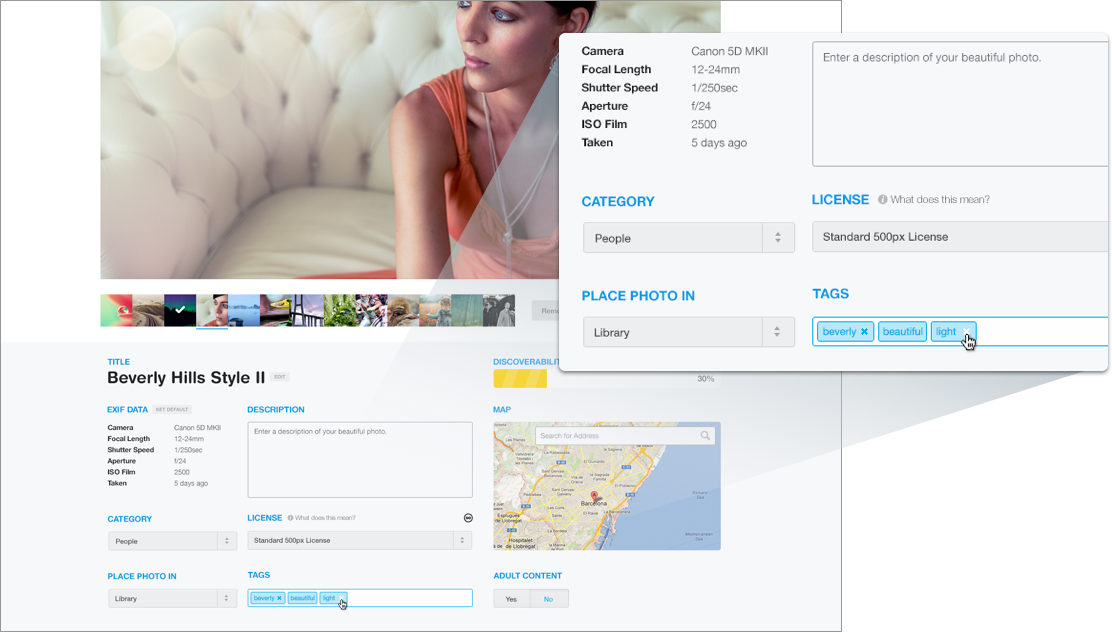 Camera Canon 5D MKII
Focal Length 12-24mm
Shutter Speed 1/250sec
Aperture f/24
ISO Film 2500
Taken 5 days ago
Enter a description of your beautiful photo.
CATEGORY
People
LICENSE What does this mean?
Standard 500px License
PLACE PHOTO IN
Library
TAGS
beverly × beautiful light
TITLE
Beverly Hills Style II EDIT
30%
EXIF DATA SET DEFAULT
Camera Canon 5D MKII
Focal Length 12-24mm
Shutter Speed 1/250sec
Aperture f/24
ISO Film 2500
Taken 5 days ago
DESCRIPTION
Enter a description of your beautiful photo.
MAP
Search for Address
Barcelona
CATEGORY
People
LICENSE What does this mean?
Standard 500px License
PLACE PHOTO IN
Library
TAGS
beverly × beautiful light
ADULT CONTENT
Yes No